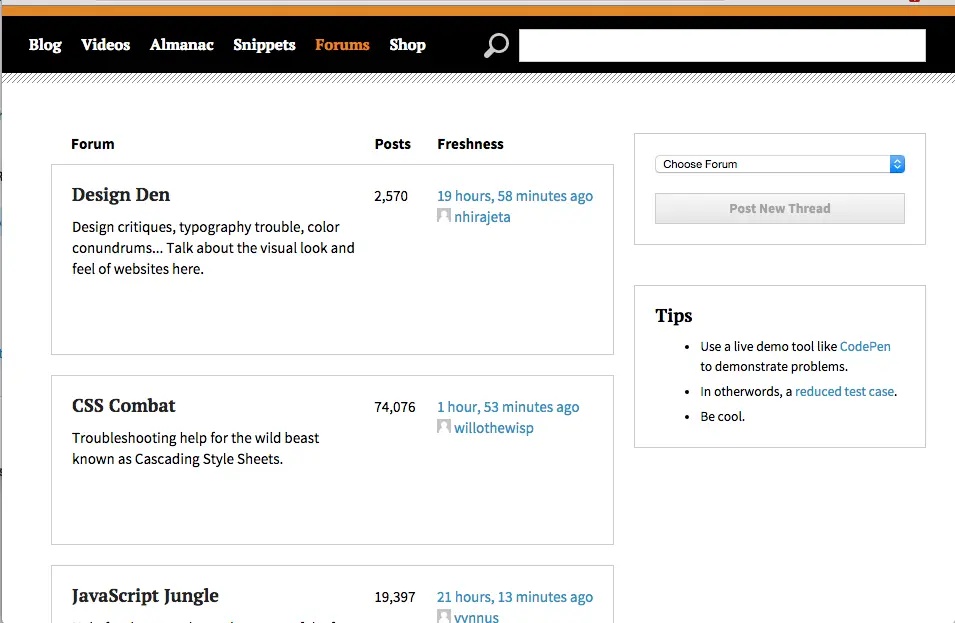 Blog Videos Almanac Snippets Forums Shop
Forum Posts Freshness
Design Den 2,570 19 hours, 58 minutes ago
nhirajeta
Design critiques, typography trouble, color
conundrums... Talk about the visual look and
feel of websites here.
CSS Combat 74,076 1 hour, 53 minutes ago
willothewisp
Troubleshooting help for the wild beast
known as Cascading Style Sheets.
JavaScript Jungle 19,397 21 hours, 13 minutes ago
Choose Forum
Post New Thread
Tips
• Use a live demo tool like CodePen
to demonstrate problems.
• In otherwords, a reduced test case.
• Be cool.